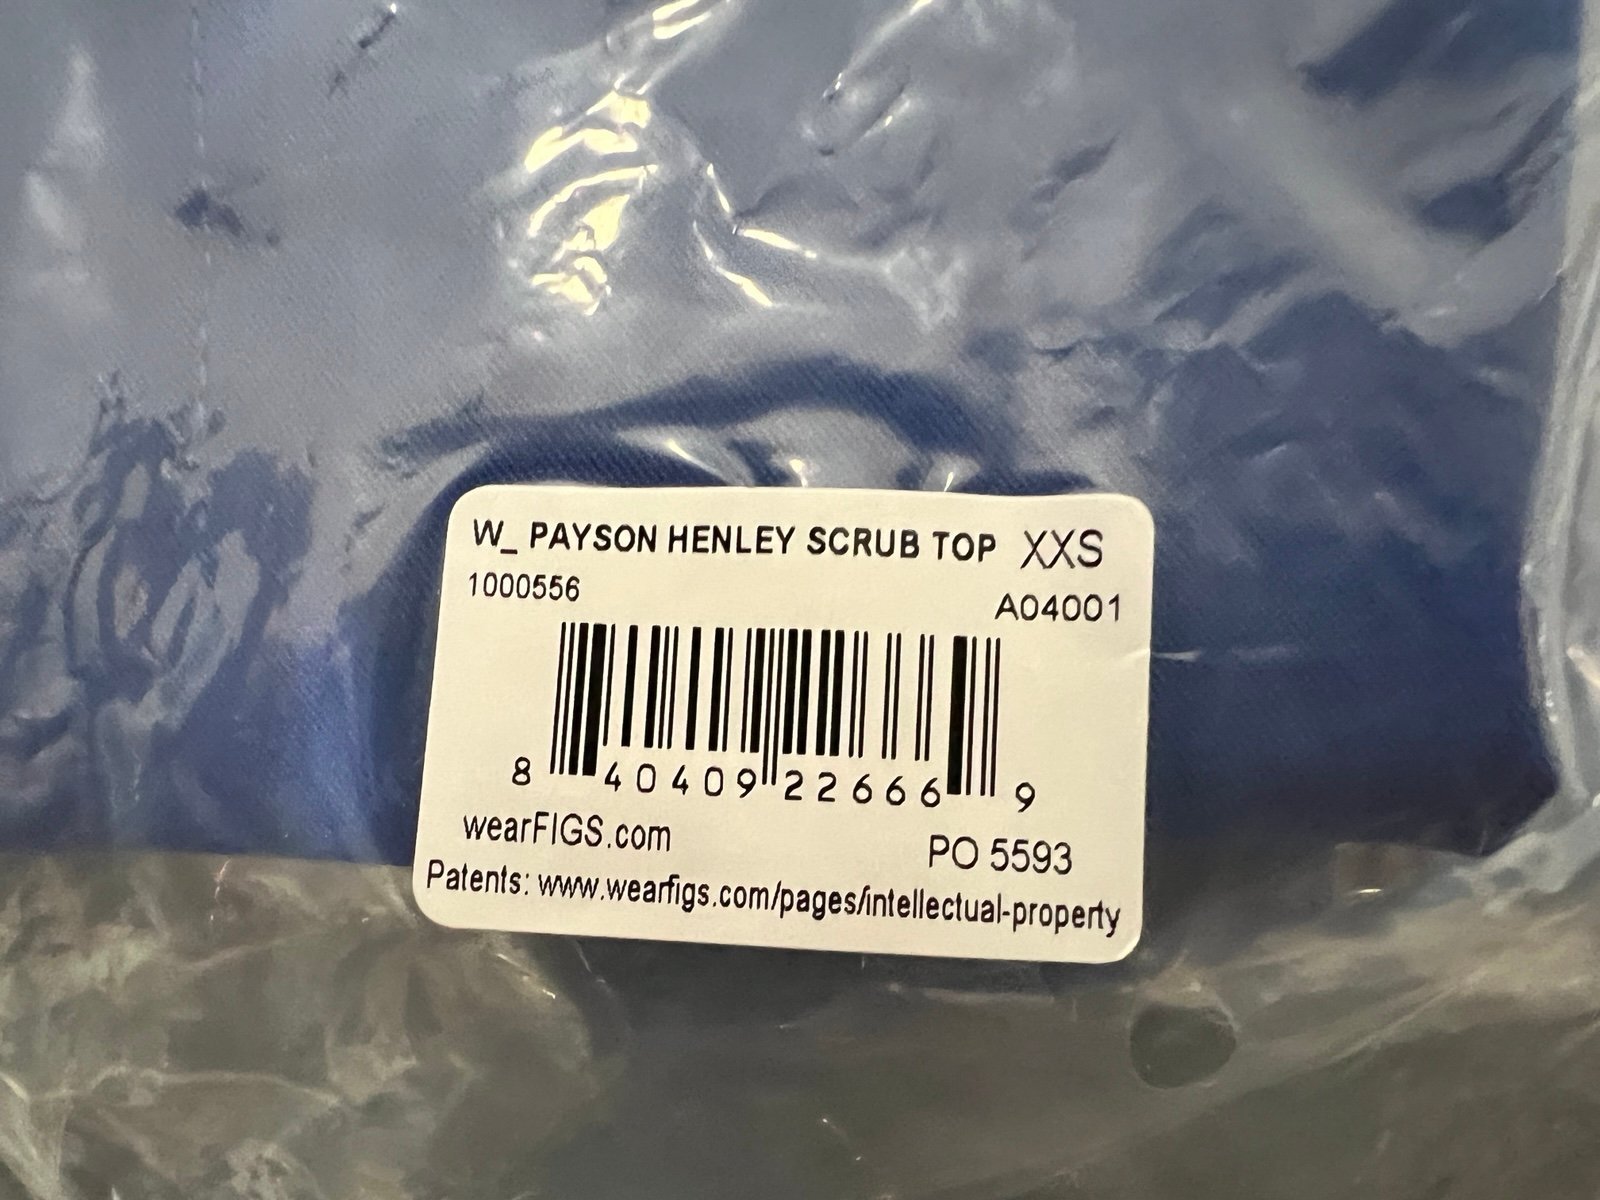 W_ PAYSON HENLEY SCRUB TOP XXS
1000556 A04001
8 40409 22666 9
wearFIGS.com PO 5593
Patents: www.wearfigs.com/pages/intellectual-property